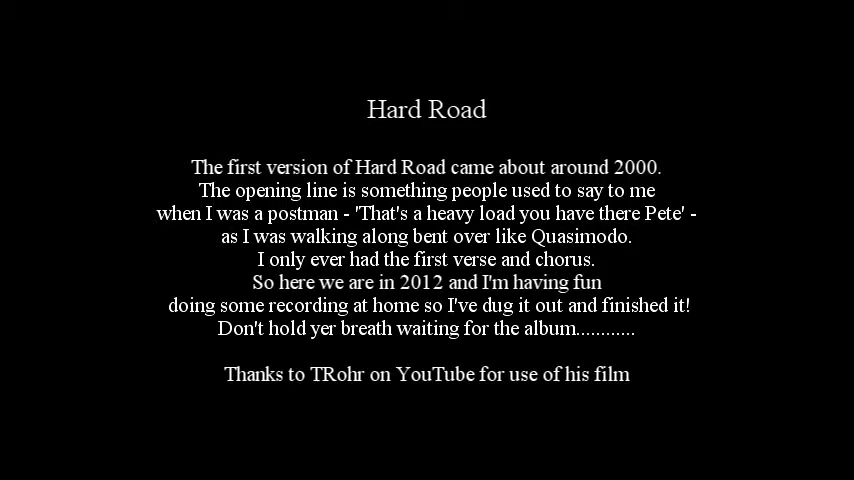 Hard Road
The first version of Hard Road came about around 2000.
The opening line is something people used to say to me
when I was a postman - 'That's a heavy load you have there Pete' -
as I was walking along bent over like Quasimodo.
I only ever had the first verse and chorus.
So here we are in 2012 and I'm having fun
doing some recording at home so I've dug it out and finished it!
Don't hold yer breath waiting for the album............
Thanks to TRohr on YouTube for use of his film